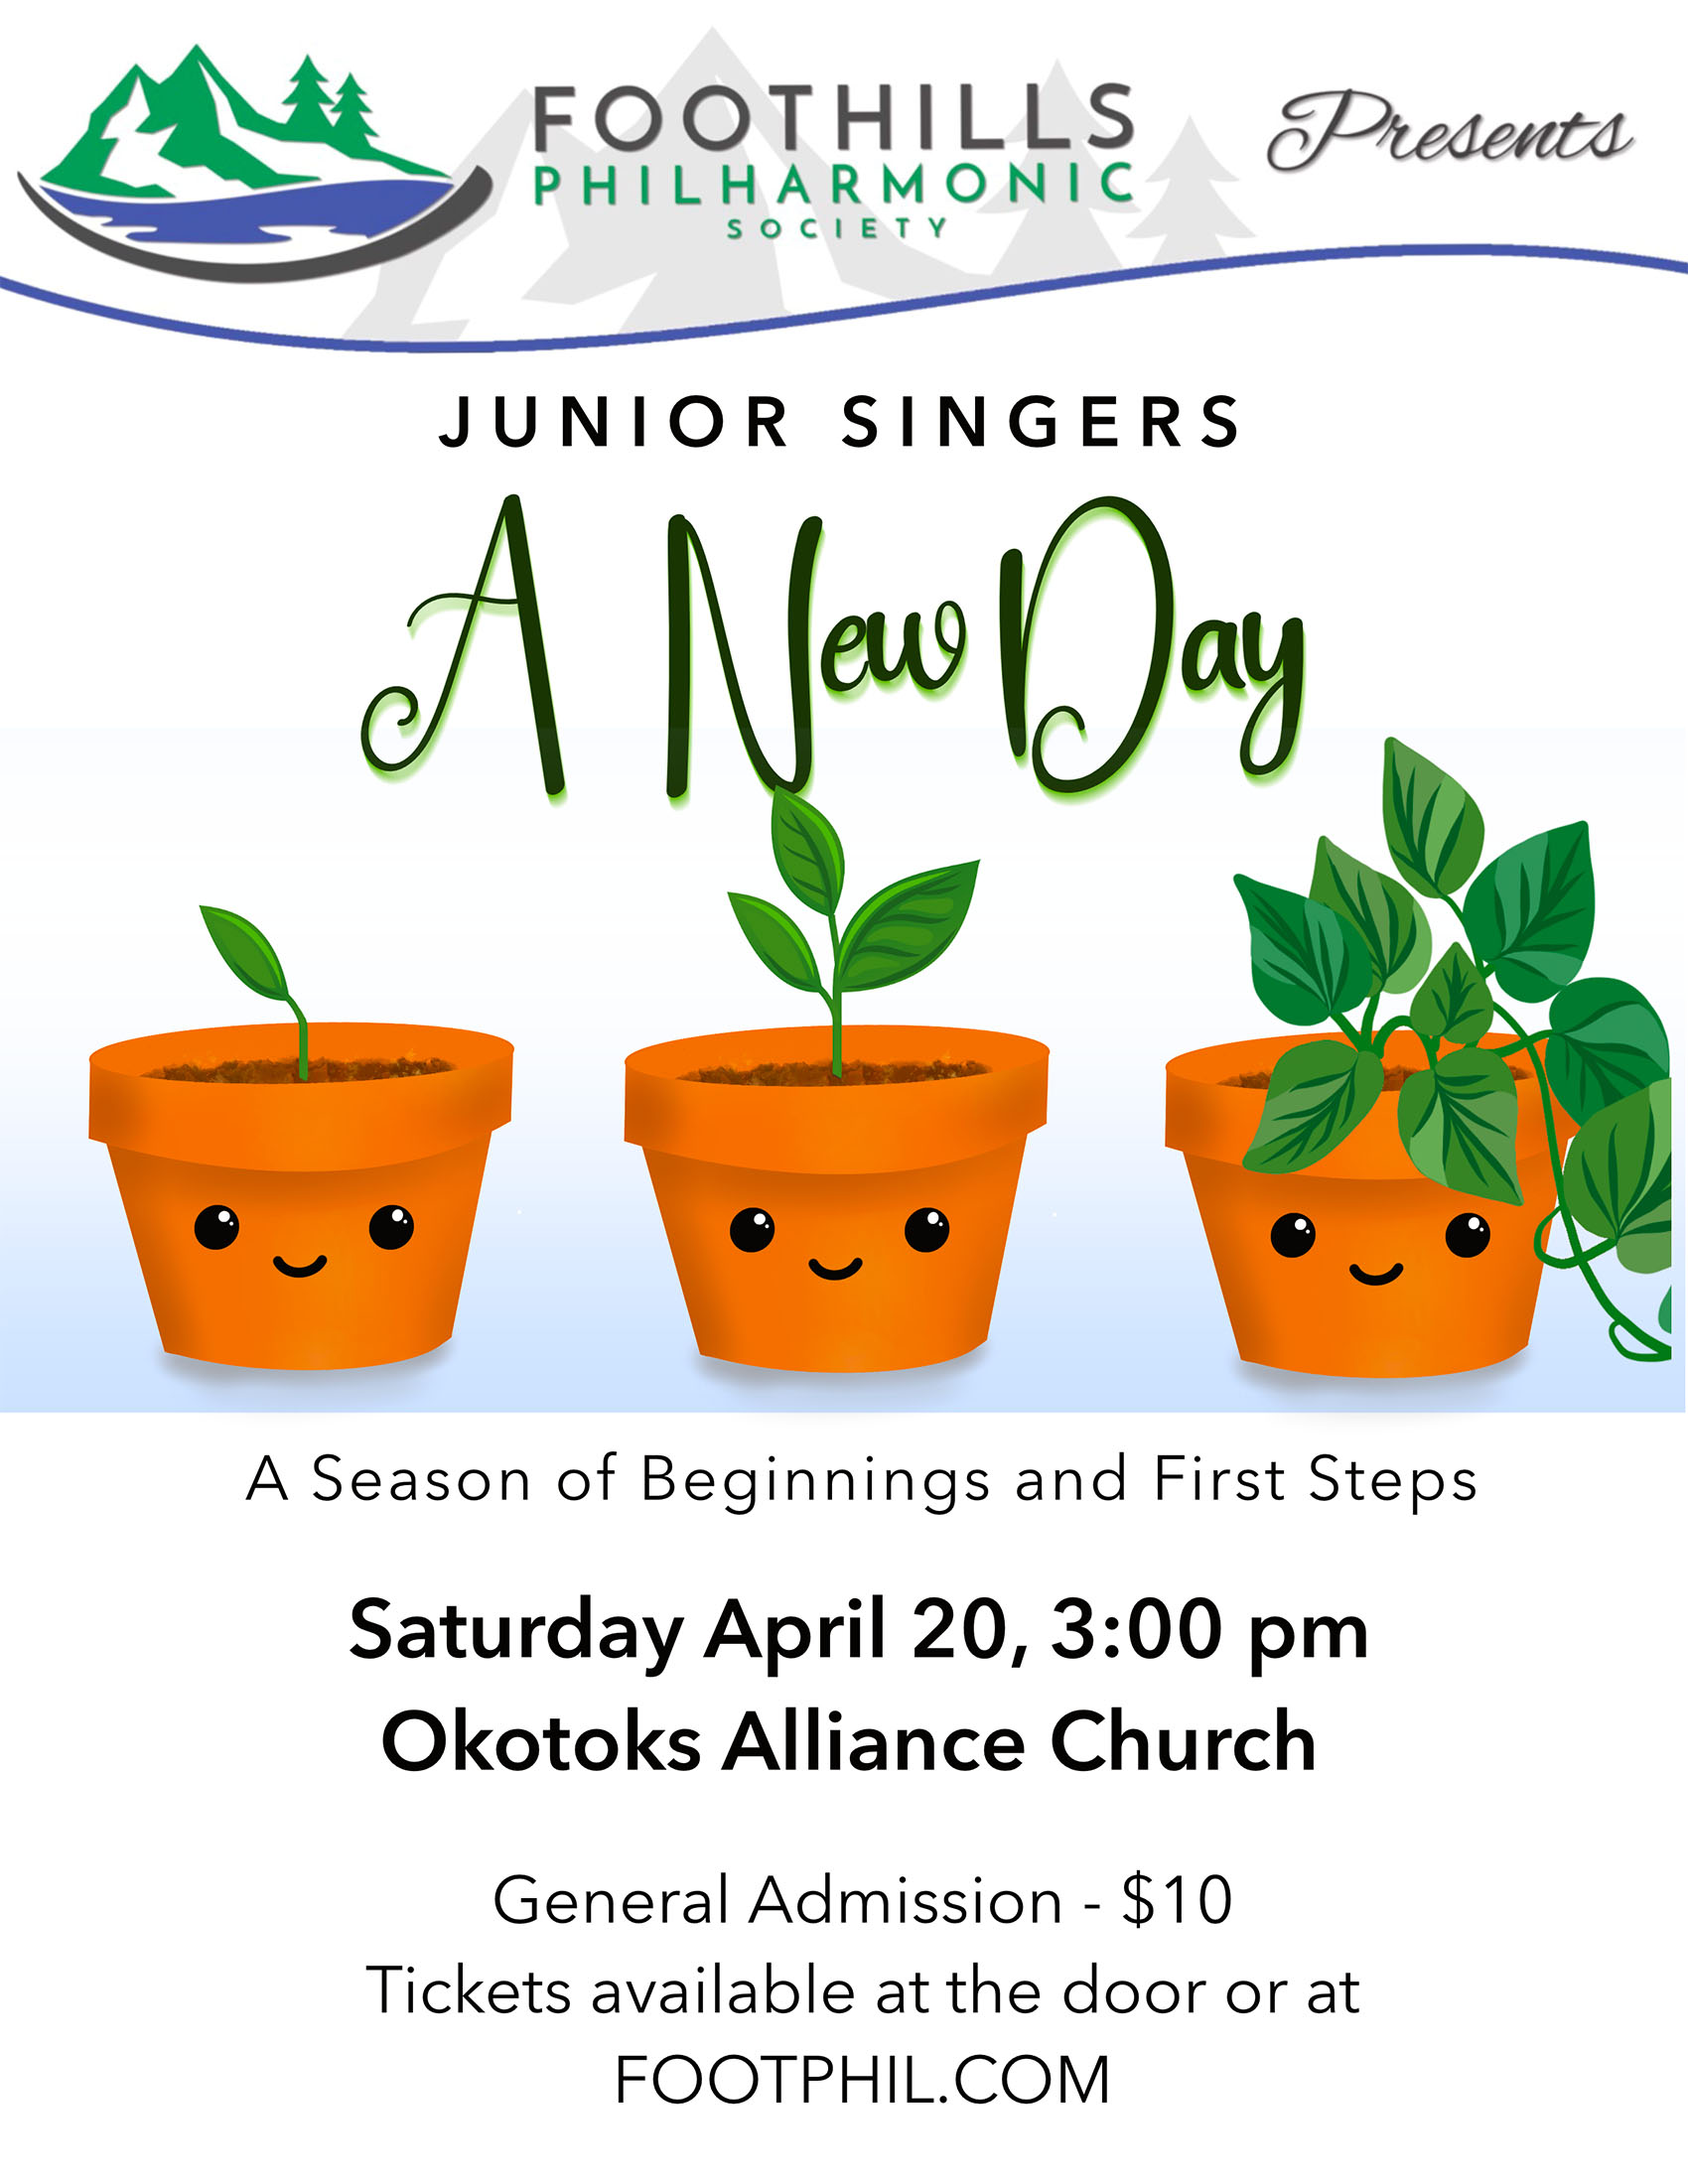 FOOTHILLS
PHILHARMONIC
SOCIETY
Presents
JUNIOR SINGERS
A New Day
A Season of Beginnings and First Steps
Saturday April 20, 3:00 pm
Okotoks Alliance Church
General Admission - $10
Tickets available at the door or at
FOOTPHIL.COM